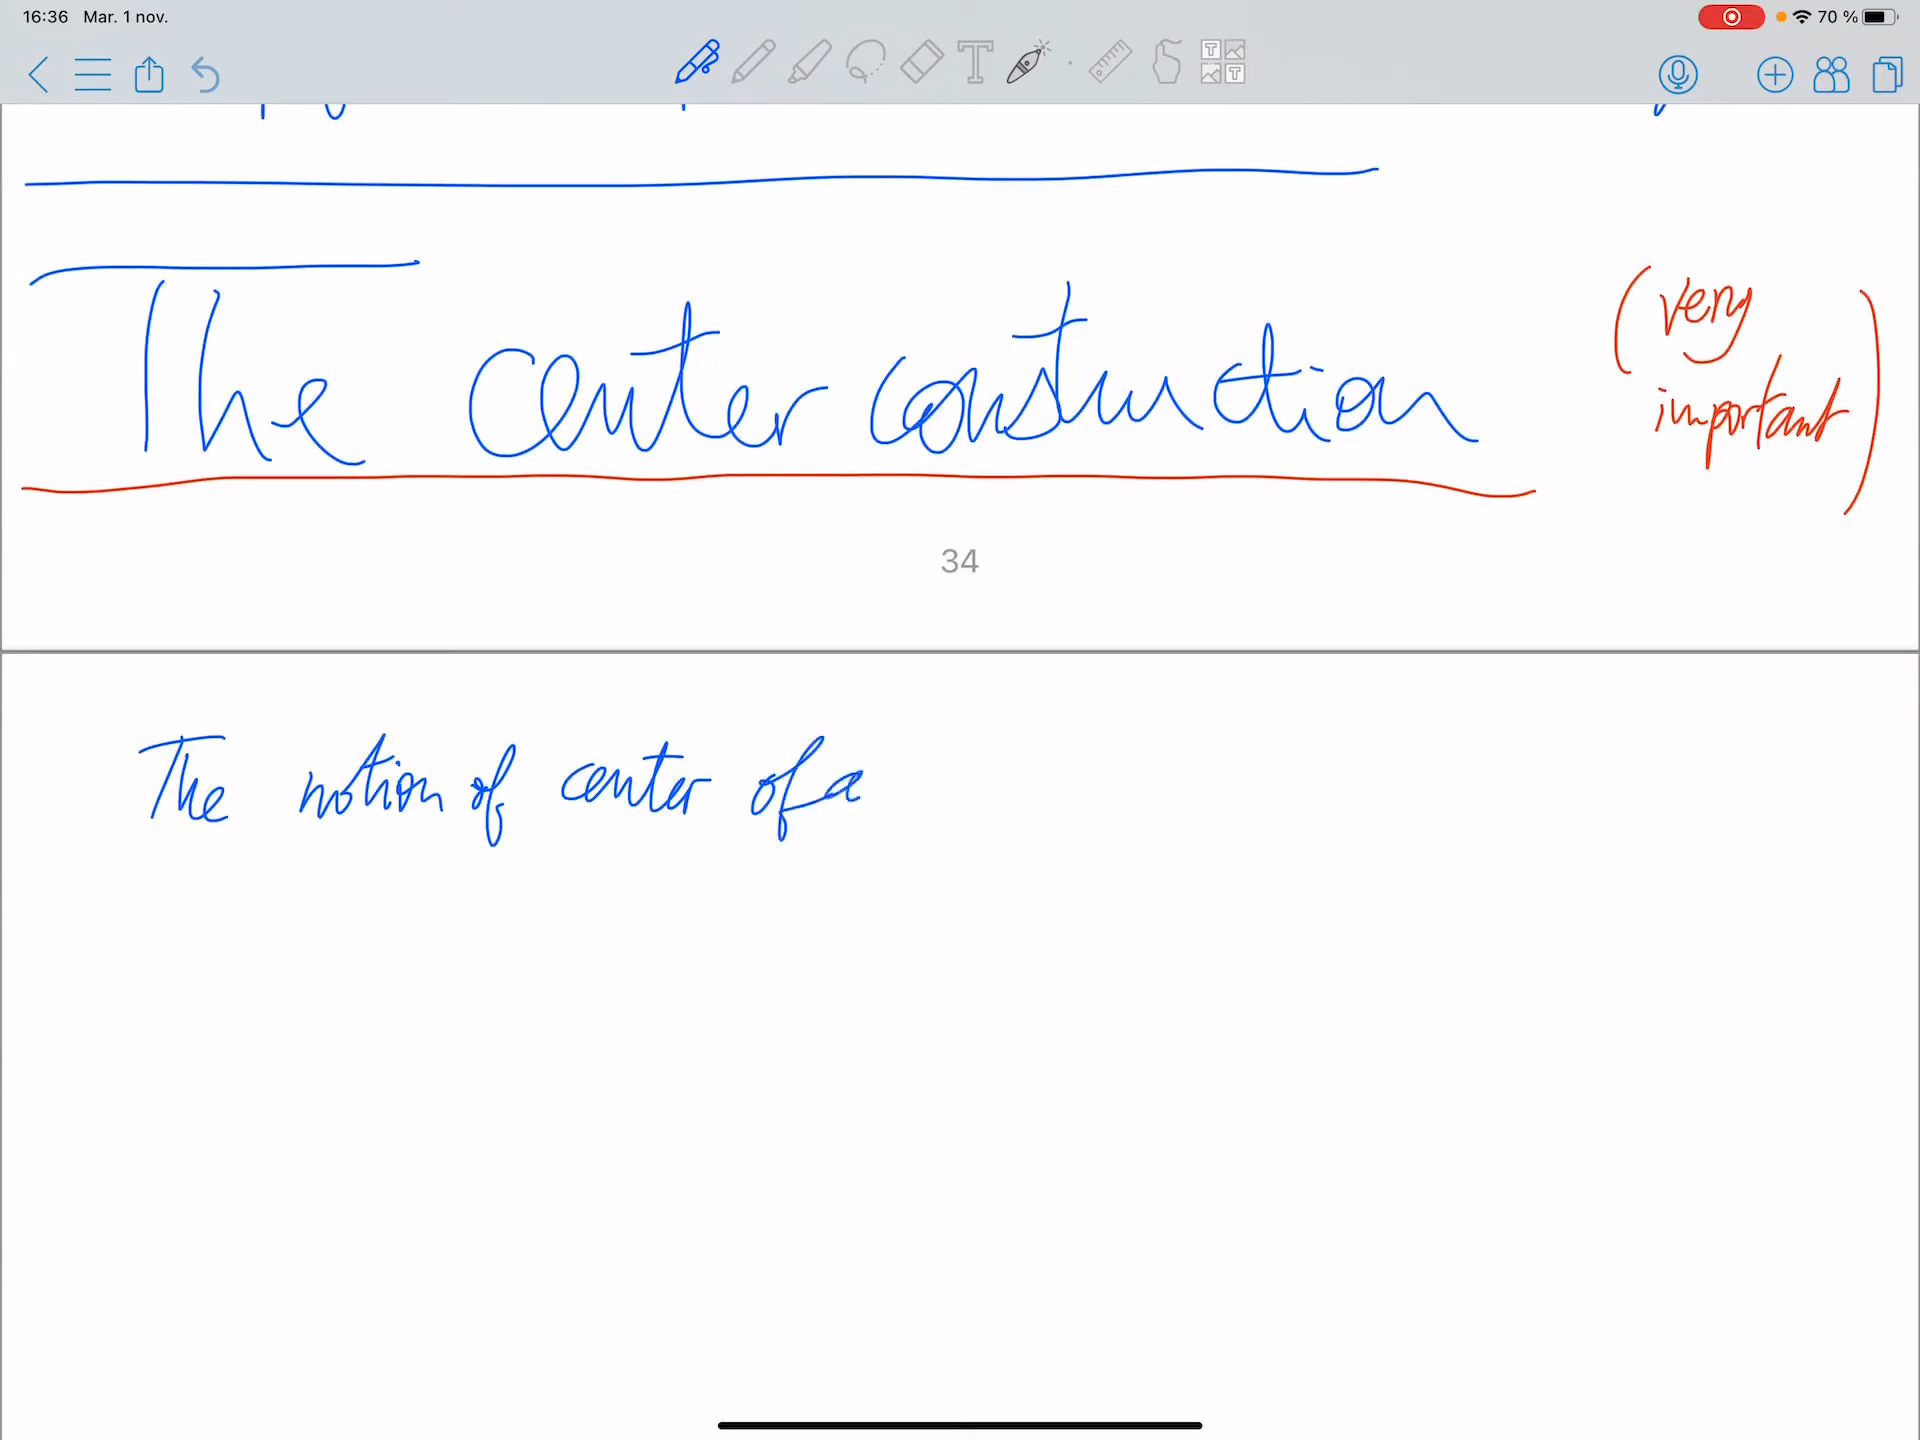 16:36 Mar. 1 nov. 70 %
The center construction (very
important)
34
The notion of center of a